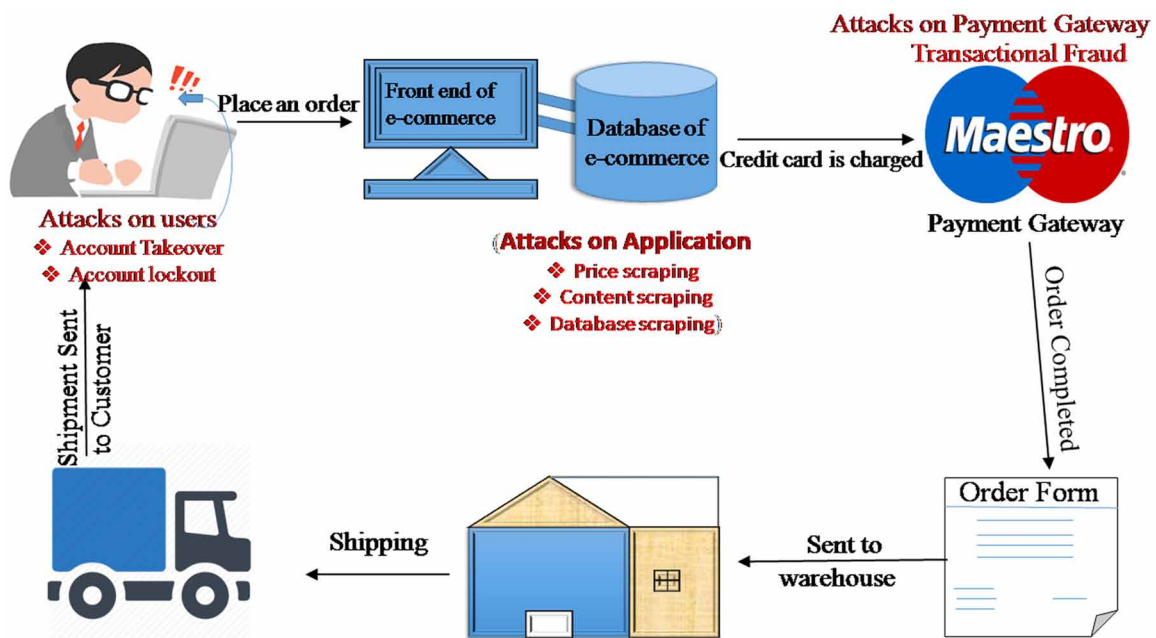 Attacks on Payment Gateway
Transactional Fraud
Place an order
Front end of
e-commerce
Database of
e-commerce
Credit card is charged
Maestro®
Payment Gateway
Attacks on users
❖ Account Takeover
❖ Account lockout
(Attacks on Application
❖ Price scraping
❖ Content scraping
❖ Database scraping)
Order Completed
Shipment Sent
to Customer
Order Form
Sent to
warehouse
Shipping